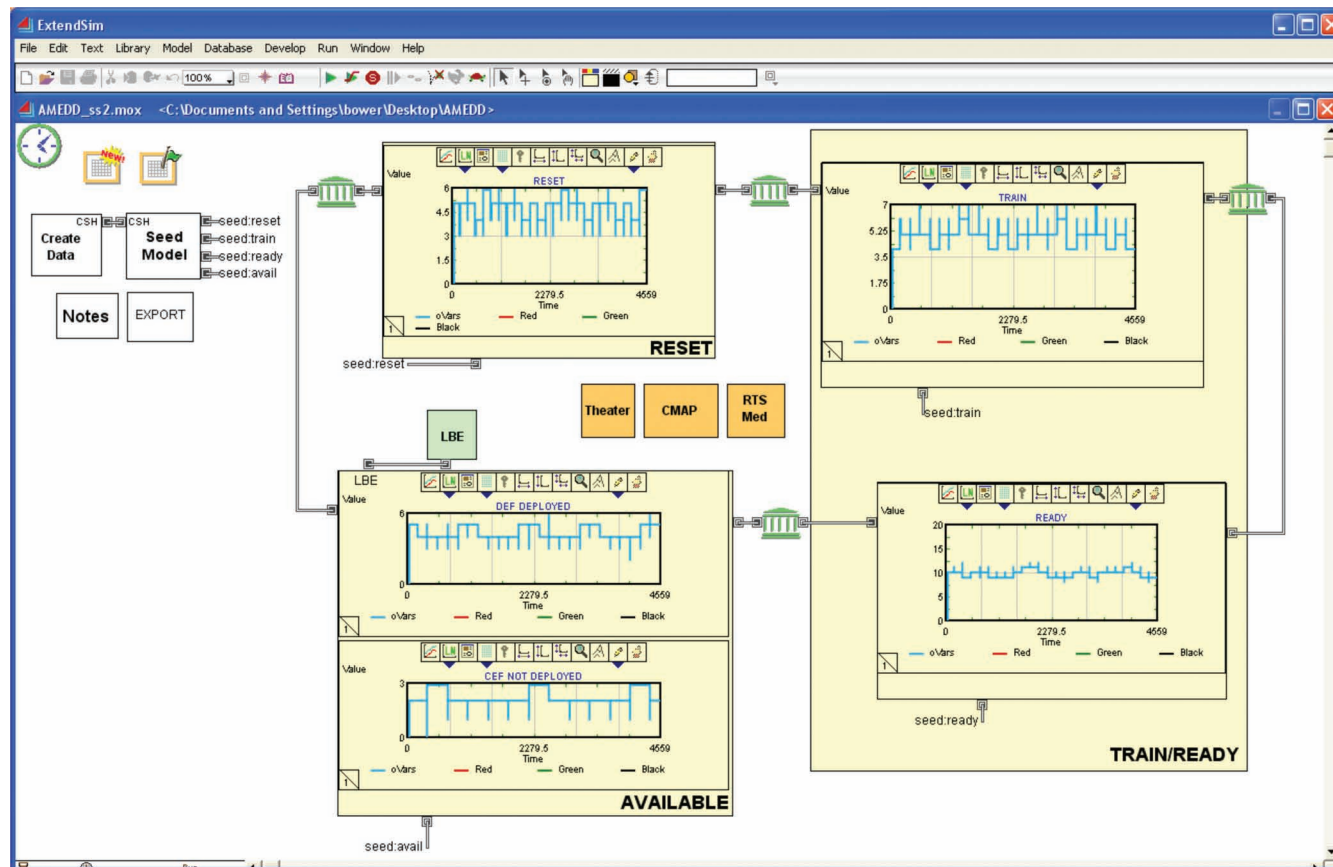 ExtendSim
File Edit Text Library Model Database Develop Run Window Help
100%
AMEDD_ss2.mox <C:\Documents and Settings\bower\Desktop\AMEDD>
New!
CSH
Create
Data
CSH
Seed
Model
seed:reset
seed:train
seed:ready
seed:avail
Notes
EXPORT
Value
RESET
6
4.5
3
1.5
0
0 2279.5 4559
Time
oVars Red Green
Black
1
RESET
seed:reset
Value
TRAIN
7
5.25
3.5
1.75
0
0 2279.5 4559
Time
oVars Red Green Black
1
seed:train
Theater
CMAP
RTS
Med
LBE
LBE
Value
DEF DEPLOYED
6
0
0 2279.5 4559
Time
oVars Red Green Black
1
Value
CEF NOT DEPLOYED
3
0
0 2279.5 4559
Time
oVars Red Green Black
1
AVAILABLE
seed:avail
Value
READY
20
15
10
5
0
0 2279.5 4559
Time
oVars Red Green Black
1
seed:ready
TRAIN/READY